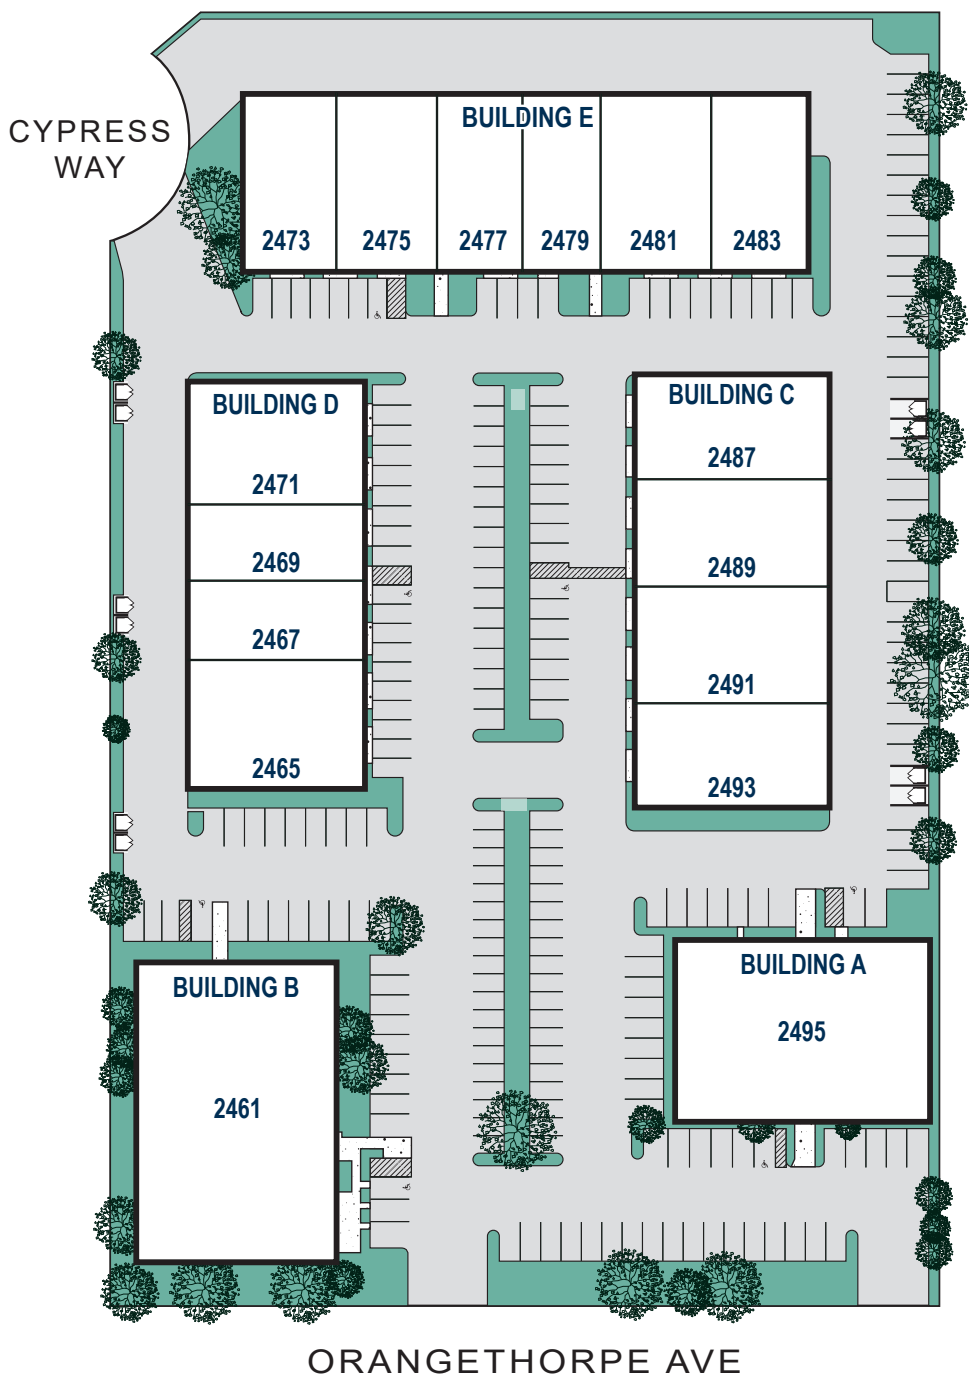 CYPRESS
WAY
BUILDING E
2473 2475 2477 2479 2481 2483
BUILDING D
2471
2469
2467
2465
BUILDING C
2487
2489
2491
2493
BUILDING B
2461
BUILDING A
2495
ORANGETHORPE AVE